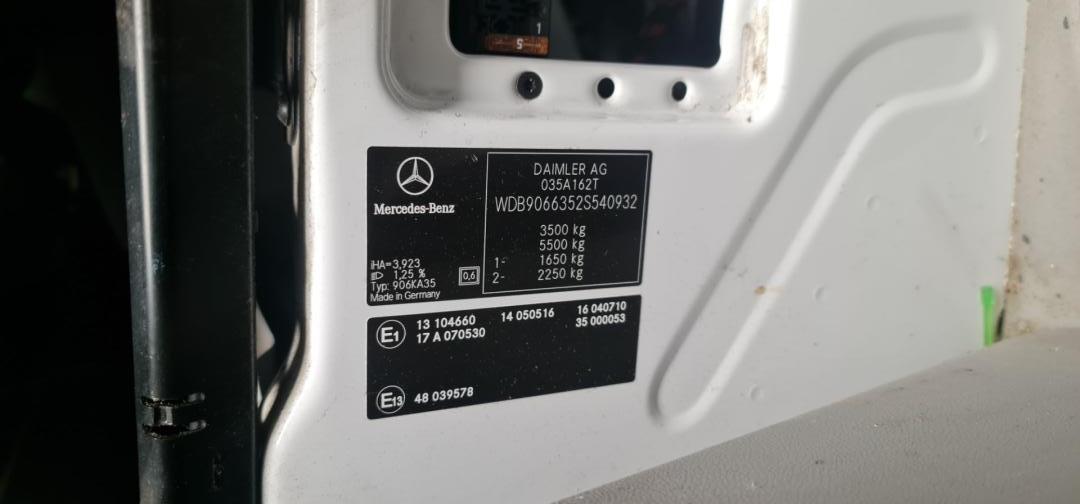 1
5
Mercedes-Benz
DAIMLER AG
035A162T
WDB9066352S540932
3500 kg
5500 kg
1- 1650 kg
2- 2250 kg
iHA=3,923
1,25 %
0,6
Typ: 906KA35
Made in Germany
E1 13 104660 14 050516 16 040710
17 A 070530 35 000053
E13 48 039578